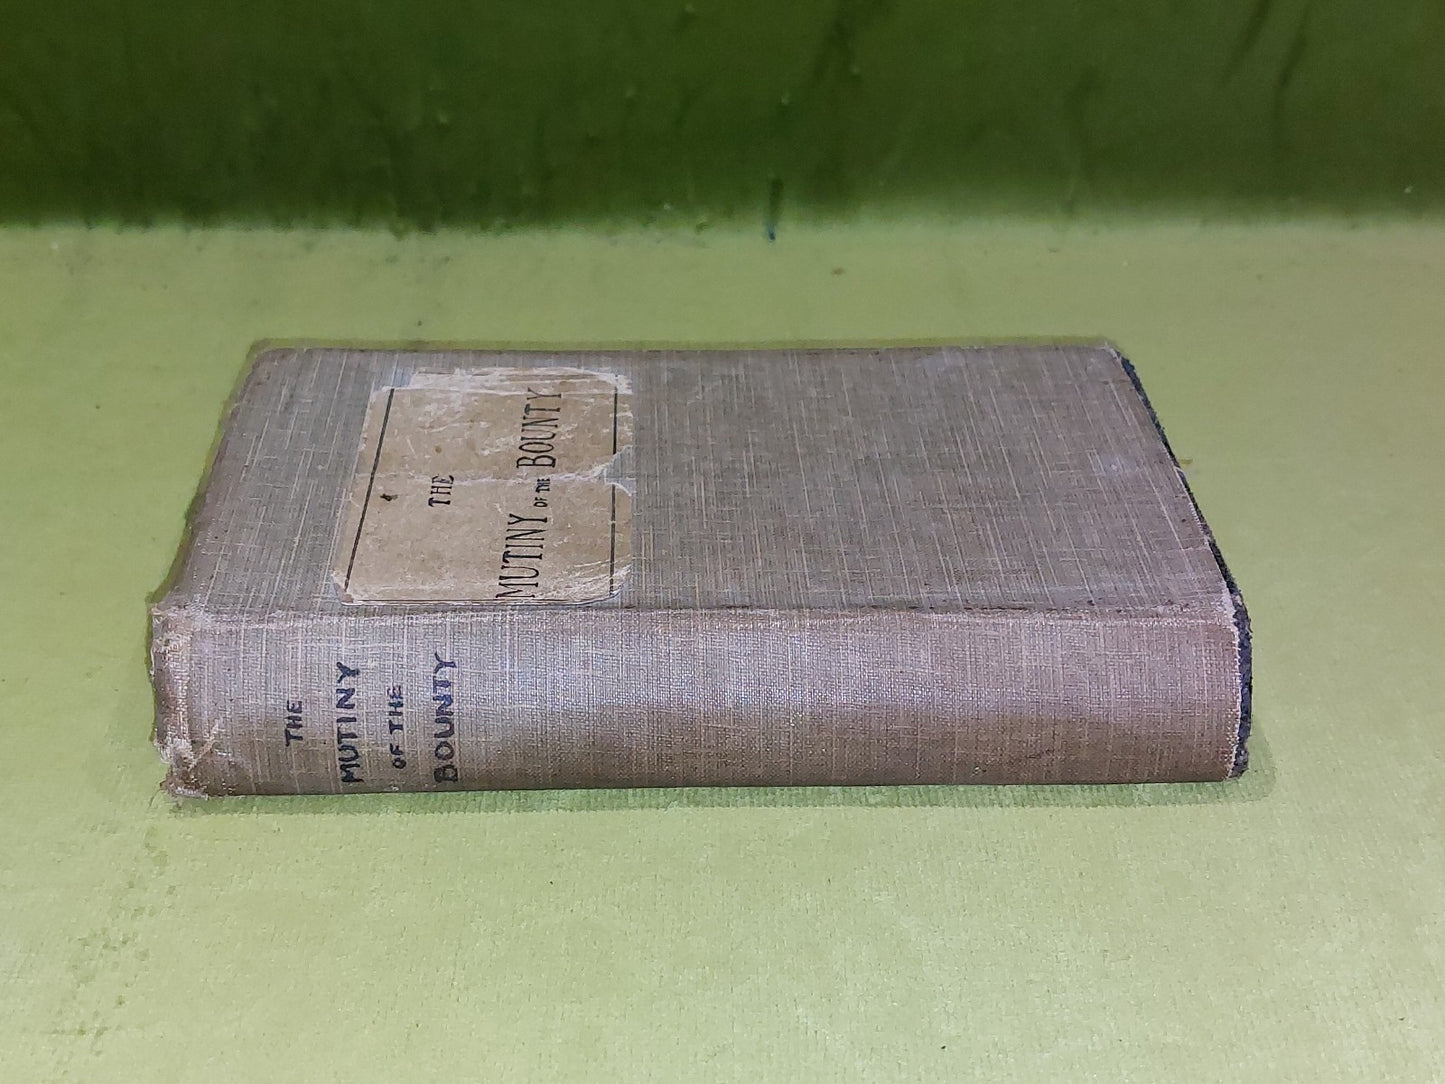 THE
MUTINY OF THE BOUNTY
THE
MUTINY
OF THE
BOUNTY